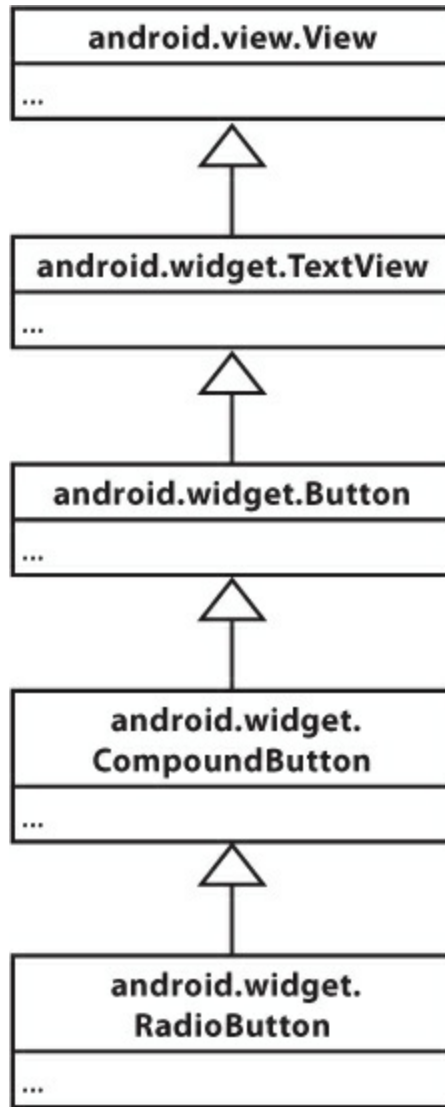 android.view.View
...
android.widget.TextView
...
android.widget.Button
...
android.widget.
CompoundButton
...
android.widget.
RadioButton
...